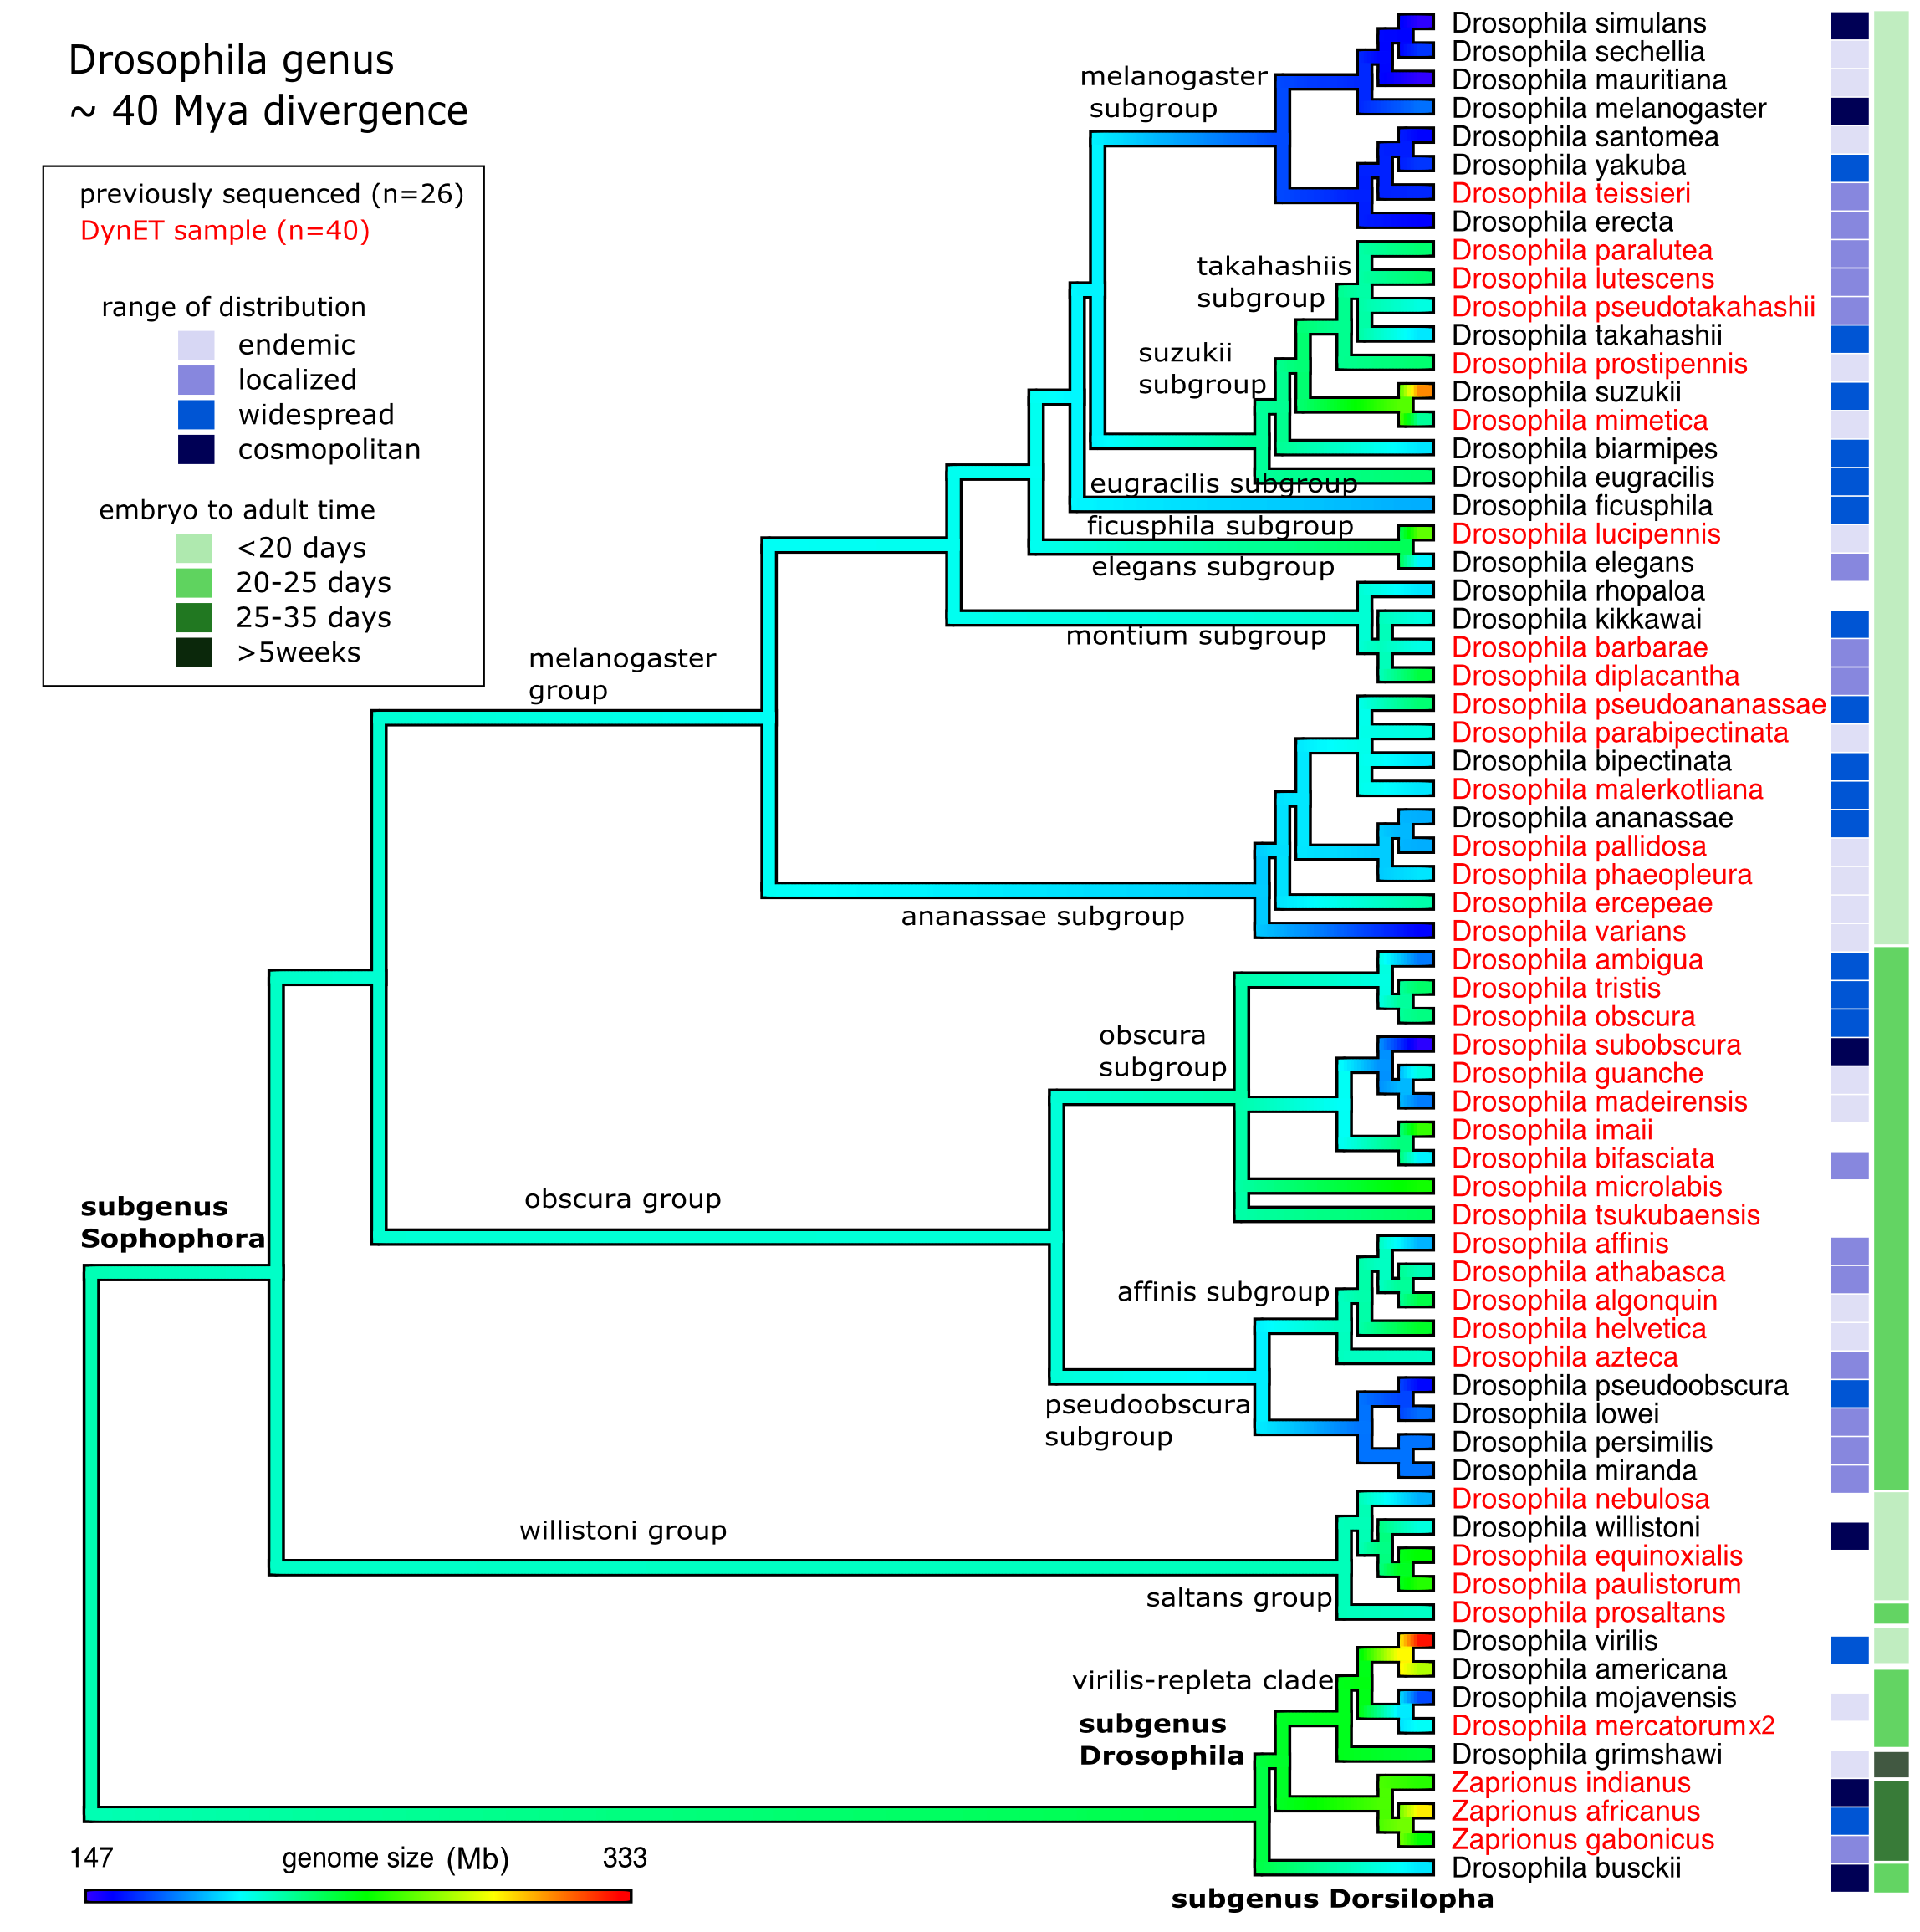 Drosophila genus
~ 40 Mya divergence
previously sequenced (n=26)
DynET sample (n=40)
range of distribution
endemic
localized
widespread
cosmopolitan
embryo to adult time
<20 days
20-25 days
25-35 days
>5weeks
melanogaster
subgroup
takahashiis
subgroup
suzukii
subgroup
eugracilis subgroup
ficusphila subgroup
elegans subgroup
montium subgroup
melanogaster
group
ananassae subgroup
obscura
subgroup
obscura group
subgenus
Sophophora
affinis subgroup
pseudoobscura
subgroup
willistoni group
saltans group
virilis-repleta clade
subgenus
Drosophila
subgenus Dorsilopha
147
genome size (Mb)
333
Drosophila simulans
Drosophila sechellia
Drosophila mauritiana
Drosophila melanogaster
Drosophila santomea
Drosophila yakuba
Drosophila teissieri
Drosophila erecta
Drosophila paralutea
Drosophila lutescens
Drosophila pseudotakahashii
Drosophila takahashii
Drosophila prostipennis
Drosophila suzukii
Drosophila mimetica
Drosophila biarmipes
Drosophila eugracilis
Drosophila ficusphila
Drosophila lucipennis
Drosophila elegans
Drosophila rhopaloa
Drosophila kikkawai
Drosophila barbarae
Drosophila diplacantha
Drosophila pseudoananassae
Drosophila parabipectinata
Drosophila bipectinata
Drosophila malerkotliana
Drosophila ananassae
Drosophila pallidosa
Drosophila phaeopleura
Drosophila ercepeae
Drosophila varians
Drosophila ambigua
Drosophila tristis
Drosophila obscura
Drosophila subobscura
Drosophila guanche
Drosophila madeirensis
Drosophila imaii
Drosophila bifasciata
Drosophila microlabis
Drosophila tsukubaensis
Drosophila affinis
Drosophila athabasca
Drosophila algonquin
Drosophila helvetica
Drosophila azteca
Drosophila pseudoobscura
Drosophila lowei
Drosophila persimilis
Drosophila miranda
Drosophila nebulosa
Drosophila willistoni
Drosophila equinoxialis
Drosophila paulistorum
Drosophila prosaltans
Drosophila virilis
Drosophila americana
Drosophila mojavensis
Drosophila mercatorum x2
Drosophila grimshawi
Zaprionus indianus
Zaprionus africanus
Zaprionus gabonicus
Drosophila busckii